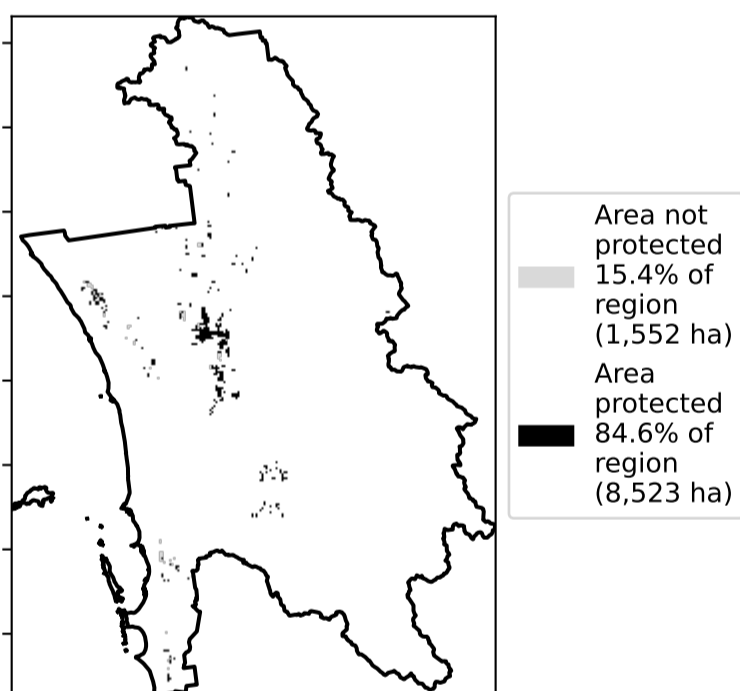 Area not
protected
15.4% of
region
(1,552 ha)
Area
protected
84.6% of
region
(8,523 ha)